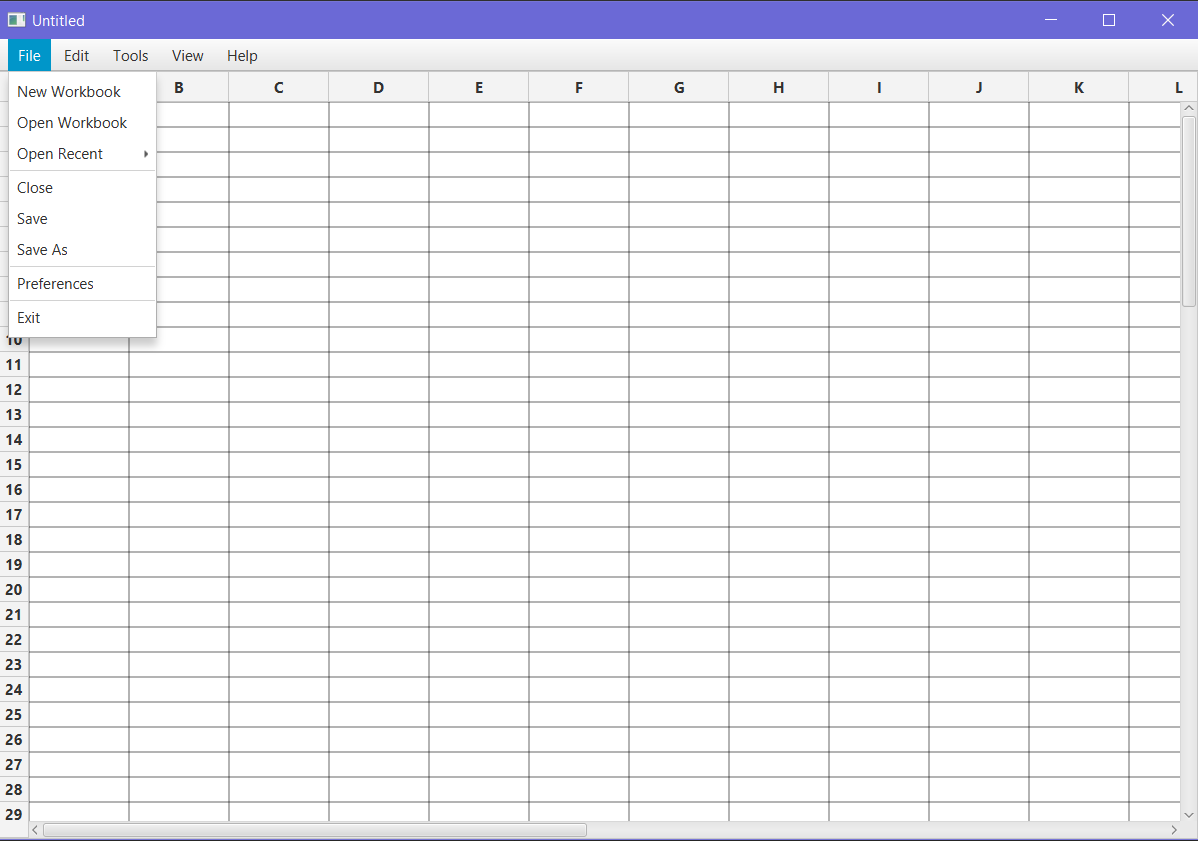 Untitled
File Edit Tools View Help
B C D E F G H I J K L
New Workbook
Open Workbook
Open Recent
Close
Save
Save As
Preferences
Exit
10
11
12
13
14
15
16
17
18
19
20
21
22
23
24
25
26
27
28
29